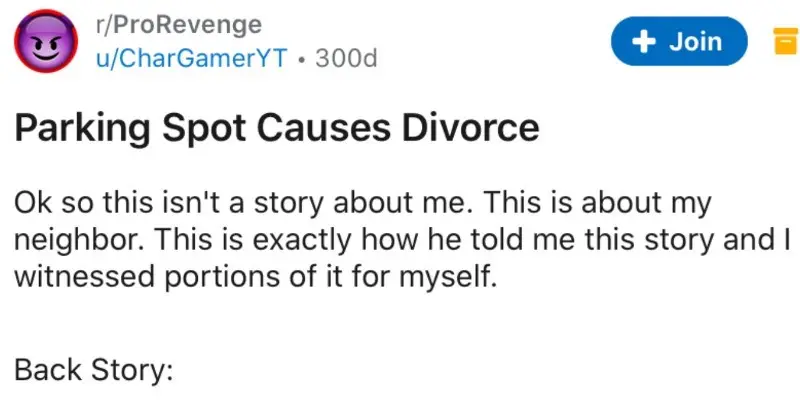 r/ProRevenge
u/CharGamerYT • 300d
+ Join
Parking Spot Causes Divorce
Ok so this isn't a story about me. This is about my
neighbor. This is exactly how he told me this story and I
witnessed portions of it for myself.
Back Story: